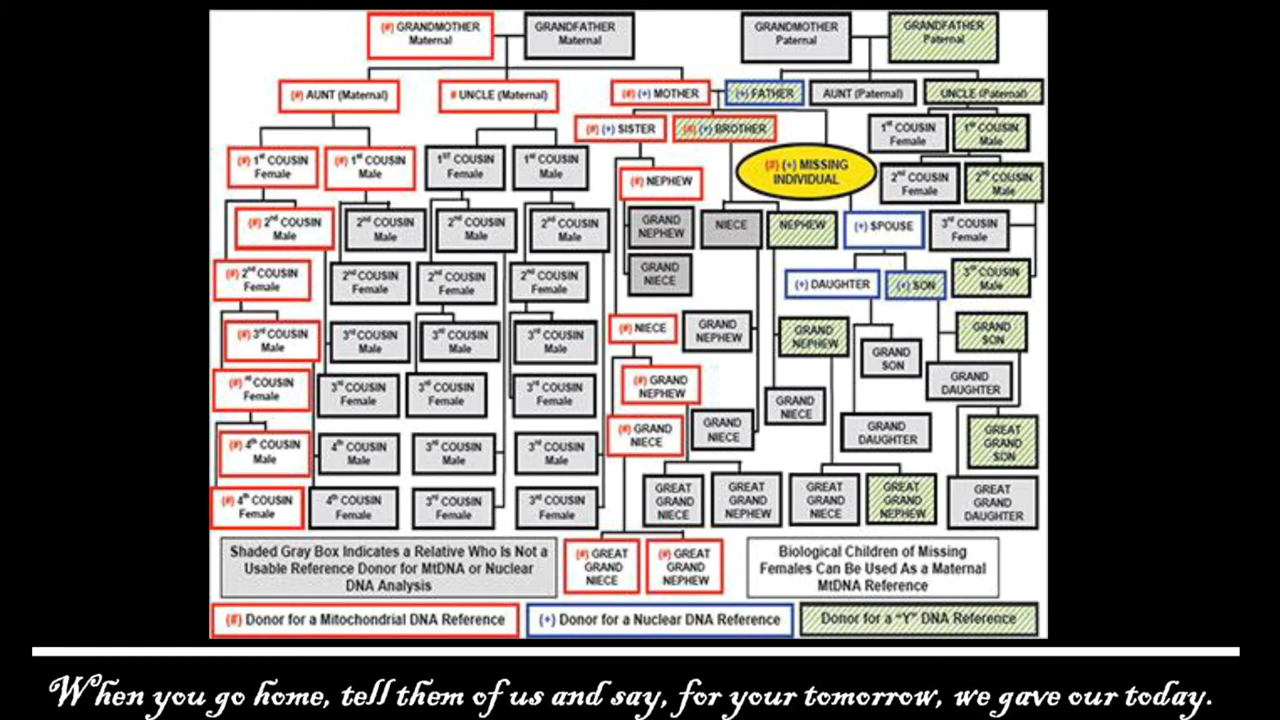 (#) GRANDMOTHER
Maternal
GRANDFATHER
Maternal
GRANDMOTHER
Paternal
GRANDFATHER
Paternal
(#) AUNT (Maternal)
# UNCLE (Maternal)
(#) (+) MOTHER
(+) FATHER
AUNT (Paternal)
UNCLE (Paternal)
(#) (+) SISTER
(#) (+) BROTHER
1st COUSIN
Female
1st COUSIN
Male
(#) 1st COUSIN
Female
(#) 1st COUSIN
Male
1ST COUSIN
Female
1st COUSIN
Male
(#) NEPHEW
(#) (+) MISSING
INDIVIDUAL
2nd COUSIN
Female
2nd COUSIN
Male
(#) 2nd COUSIN
Male
2nd COUSIN
Male
2nd COUSIN
Male
2nd COUSIN
Male
GRAND
NEPHEW
NIECE
NEPHEW
(+) SPOUSE
3rd COUSIN
Female
(#) 2nd COUSIN
Female
2nd COUSIN
Female
2nd COUSIN
Female
2nd COUSIN
Female
GRAND
NIECE
(+) DAUGHTER
(+) SON
3rd COUSIN
Male
(#) 3rd COUSIN
Male
3rd COUSIN
Male
3rd COUSIN
Male
3rd COUSIN
Male
(#) NIECE
GRAND
NEPHEW
GRAND
NEPHEW
GRAND
SON
GRAND
SON
(#) rd COUSIN
Female
3rd COUSIN
Female
3rd COUSIN
Female
3rd COUSIN
Female
(#) GRAND
NEPHEW
GRAND
NIECE
GRAND
DAUGHTER
(#) 4th COUSIN
Male
4th COUSIN
Male
3rd COUSIN
Male
3rd COUSIN
Male
(#) GRAND
NIECE
GRAND
NIECE
GRAND
DAUGHTER
GREAT
GRAND
SON
(#) 4th COUSIN
Female
4th COUSIN
Female
3rd COUSIN
Female
3rd COUSIN
Female
GREAT
GRAND
NIECE
GREAT
GRAND
NEPHEW
GREAT
GRAND
NIECE
GREAT
GRAND
NEPHEW
GREAT
GRAND
DAUGHTER
Shaded Gray Box Indicates a Relative Who Is Not a
Usable Reference Donor for MtDNA or Nuclear
DNA Analysis
(#) GREAT
GRAND
NIECE
(#) GREAT
GRAND
NEPHEW
Biological Children of Missing
Females Can Be Used As a Maternal
MtDNA Reference
(#) Donor for a Mitochondrial DNA Reference
(+) Donor for a Nuclear DNA Reference
Donor for a "Y" DNA Reference
When you go home, tell them of us and say, for your tomorrow, we gave our today.